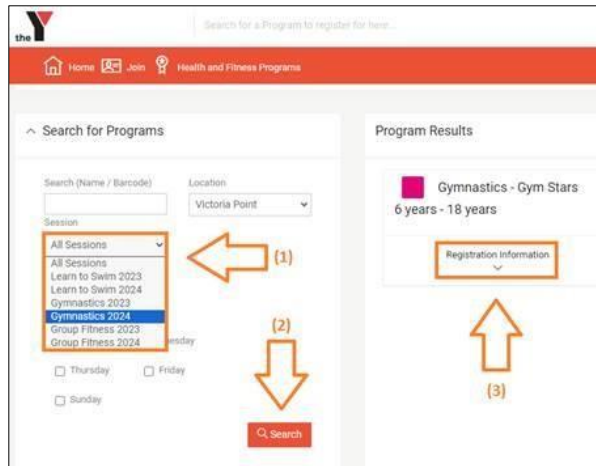 the Y
Search for a Program to register for here...
Home Join Health and Fitness Programs
Search for Programs
Search (Name / Barcode)
Location
Victoria Point
Session
All Sessions
All Sessions
Learn to Swim 2023
Learn to Swim 2024
Gymnastics 2023
Gymnastics 2024
Group Fitness 2023
Group Fitness 2024
(1)
esday
Thursday Friday
Sunday
(2)
Search
Program Results
Gymnastics - Gym Stars
6 years - 18 years
Registration Information
(3)